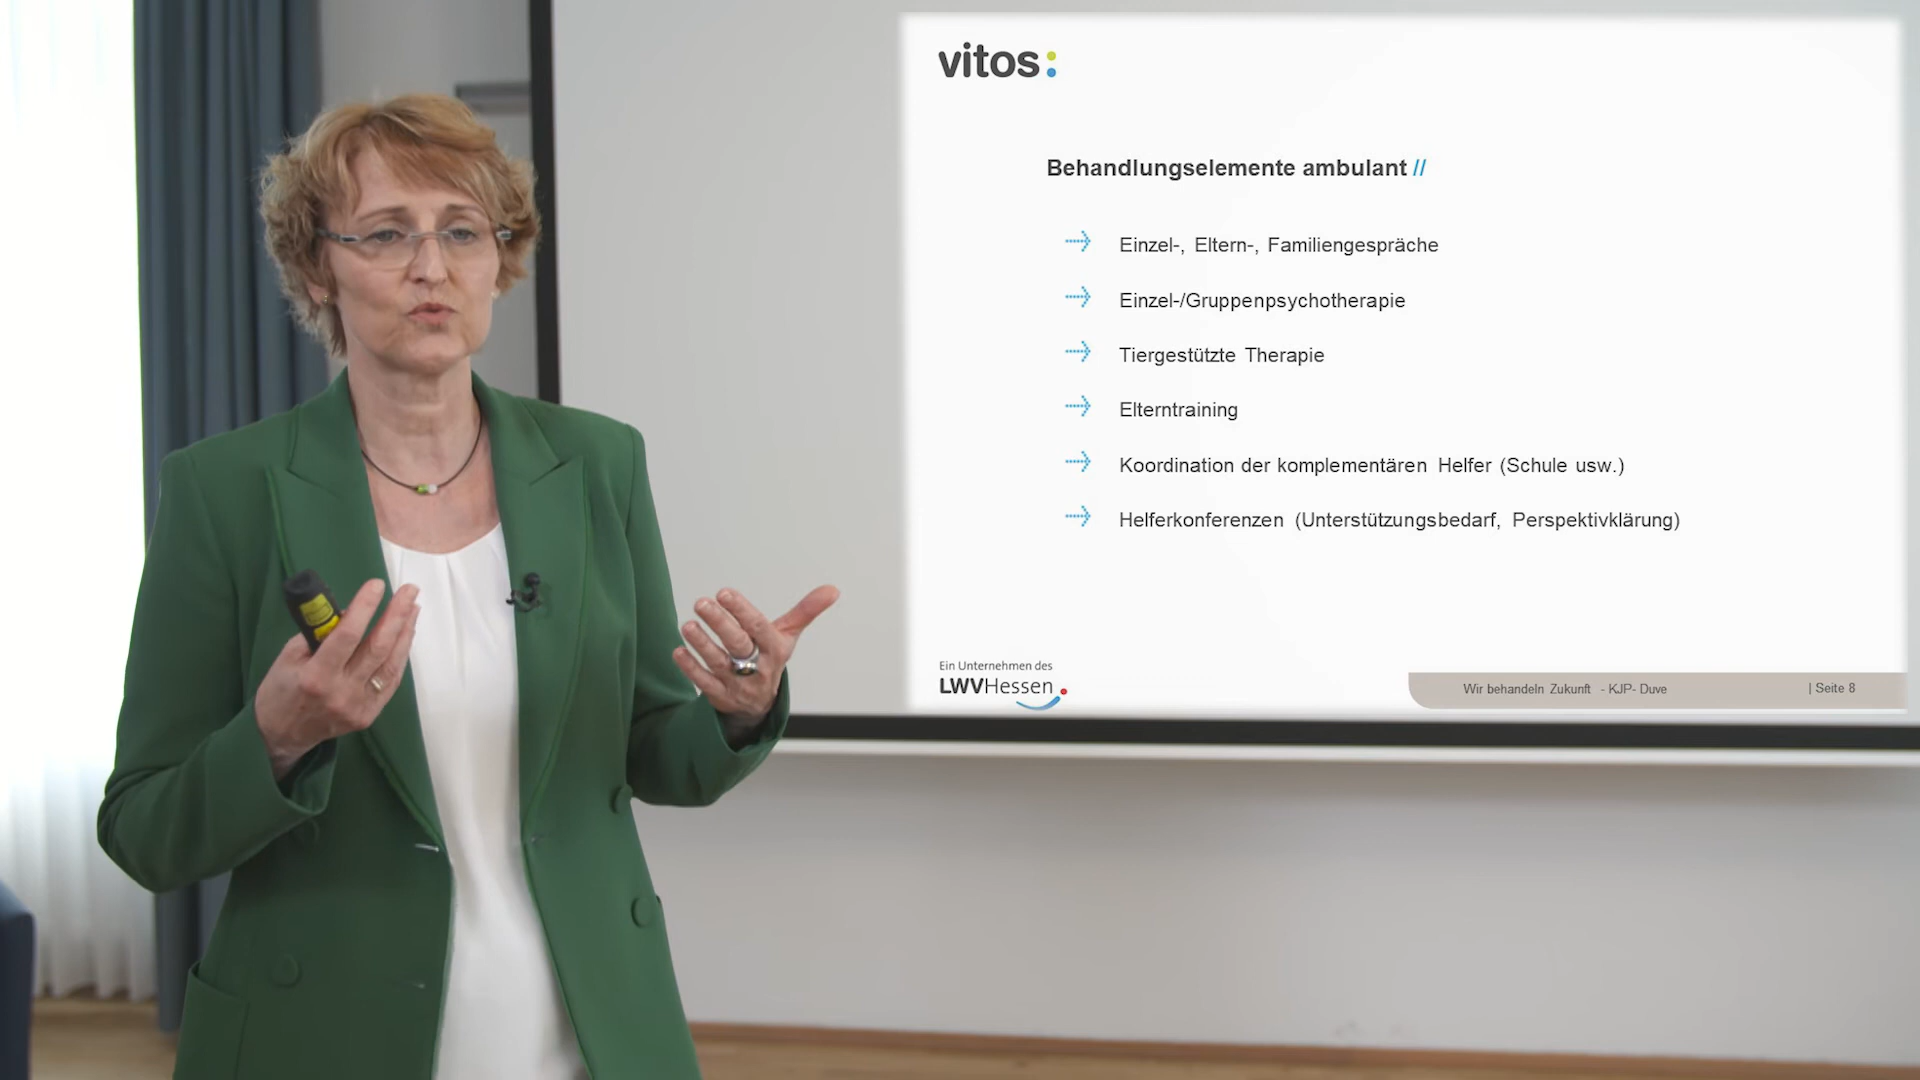 vitos:
Behandlungselemente ambulant //
Einzel-, Eltern-, Familiengespräche
Einzel-/Gruppenpsychotherapie
Tiergestützte Therapie
Elterntraining
Koordination der komplementären Helfer (Schule usw.)
Helferkonferenzen (Unterstützungsbedarf, Perspektivklärung)
Ein Unternehmen des
LWVHessen
Wir behandeln Zukunft - KJP- Duve | Seite 8